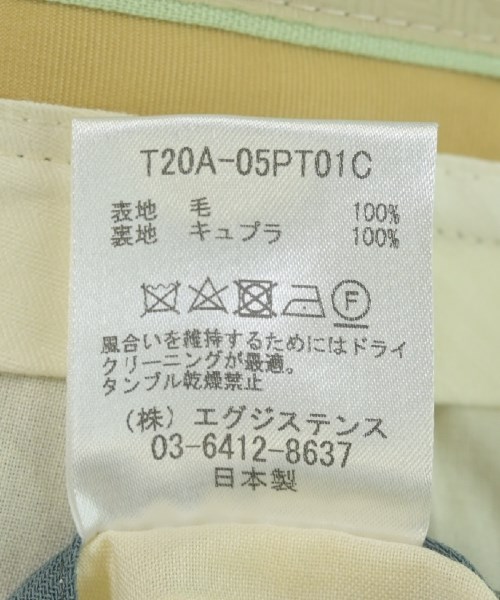 T20A-05PT01C
表地 毛 100%
裏地 キュプラ 100%
F
風合いを維持するためにはドライ
クリーニングが最適。
タンブル乾燥禁止
(株) エグジステンス
03-6412-8637
日本製